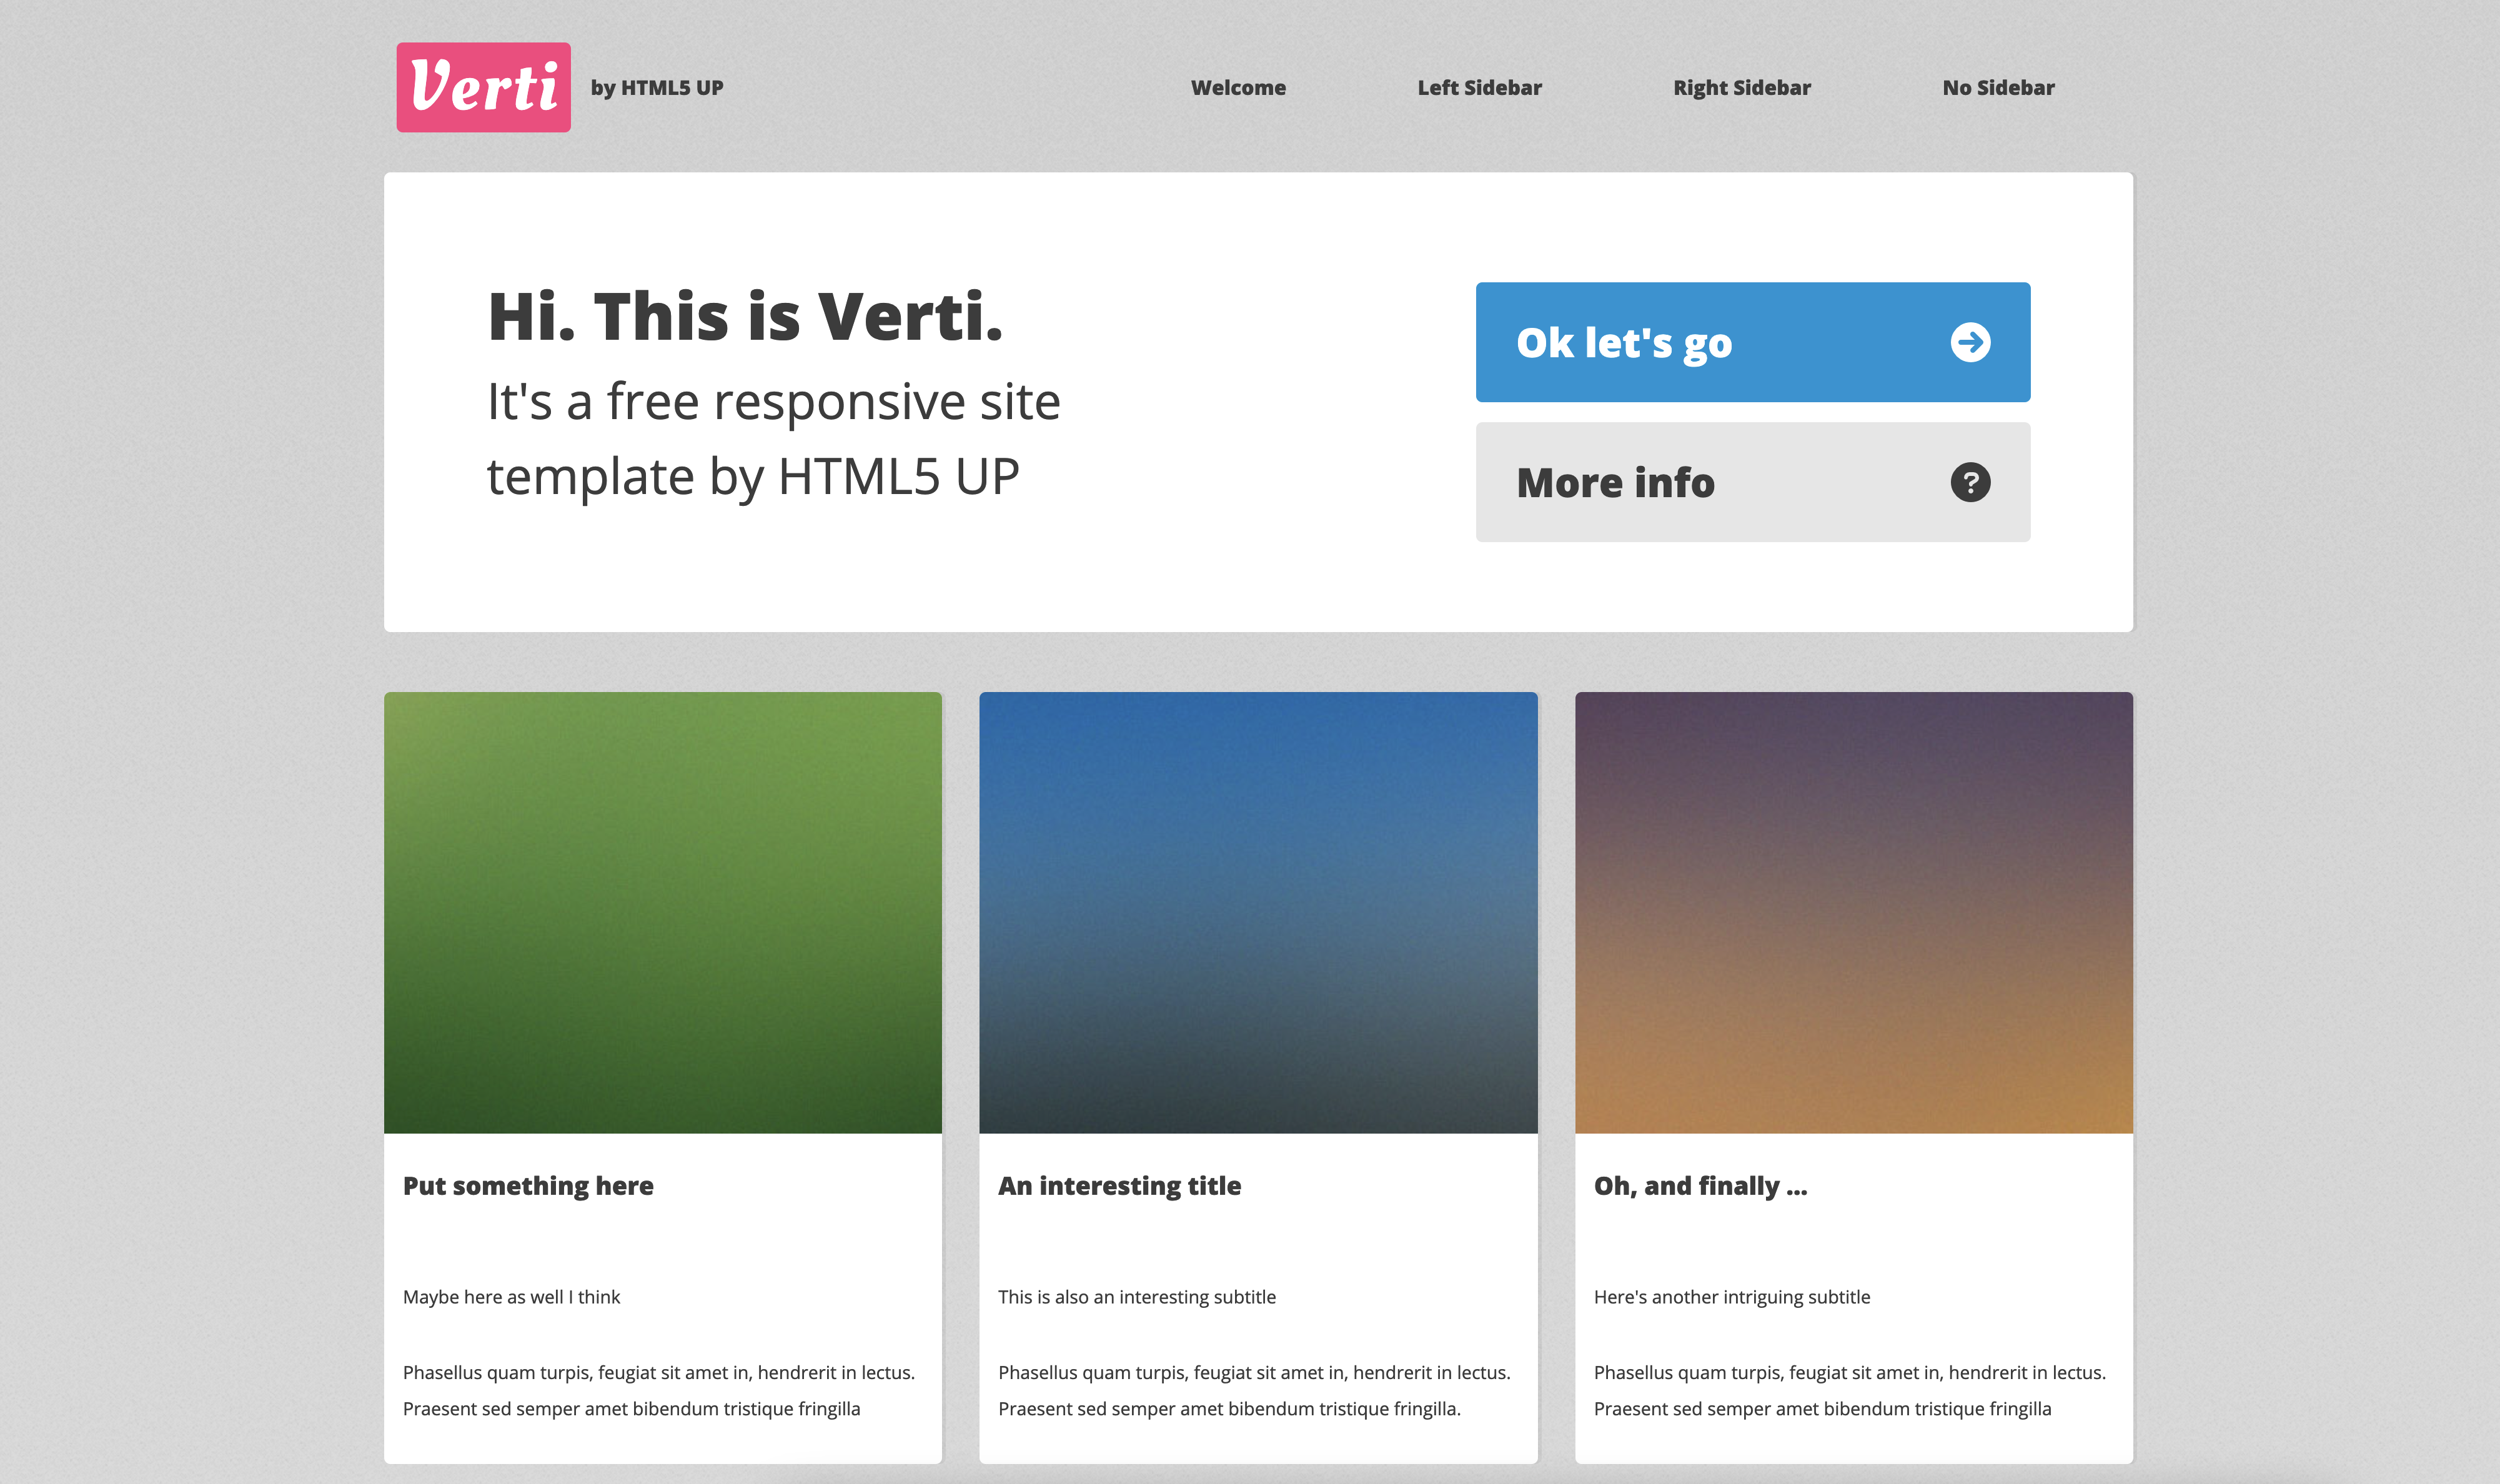 Verti
by HTML5 UP
Welcome
Left Sidebar
Right Sidebar
No Sidebar
Hi. This is Verti.
It's a free responsive site
template by HTML5 UP
Ok let's go
More info
?
Put something here
Maybe here as well I think
Phasellus quam turpis, feugiat sit amet in, hendrerit in lectus.
Praesent sed semper amet bibendum tristique fringilla
An interesting title
This is also an interesting subtitle
Phasellus quam turpis, feugiat sit amet in, hendrerit in lectus.
Praesent sed semper amet bibendum tristique fringilla.
Oh, and finally ...
Here's another intriguing subtitle
Phasellus quam turpis, feugiat sit amet in, hendrerit in lectus.
Praesent sed semper amet bibendum tristique fringilla